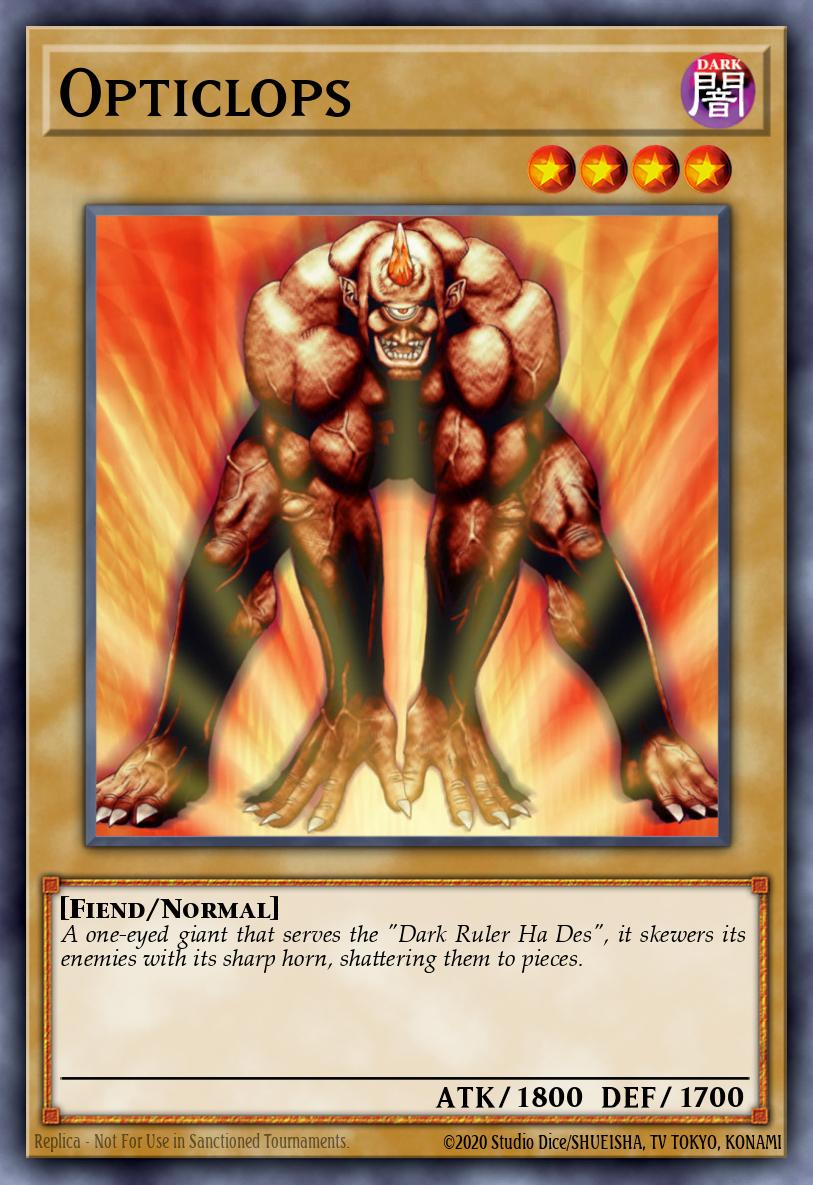 Opticlops
DARK
闇
[Fiend/Normal]
A one-eyed giant that serves the "Dark Ruler Ha Des", it skewers its
enemies with its sharp horn, shattering them to pieces.
ATK/1800 DEF/1700
Replica - Not For Use in Sanctioned Tournaments.
©2020 Studio Dice/SHUEISHA, TV TOKYO, KONAMI